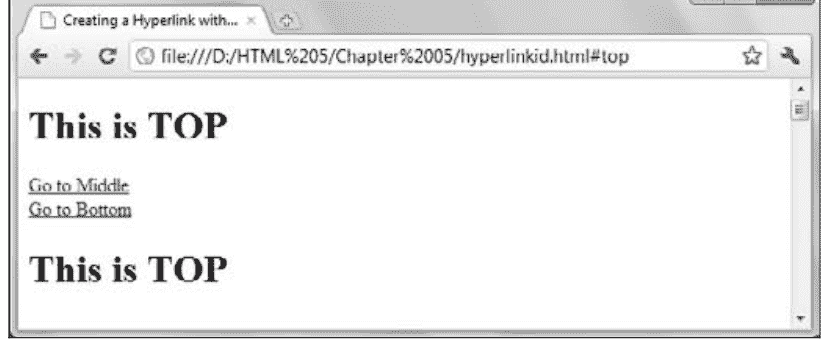 Creating a Hyperlink with...
file:///D:/HTML%205/Chapter%2005/hyperlinkid.html#top
This is TOP
Go to Middle
Go to Bottom
This is TOP